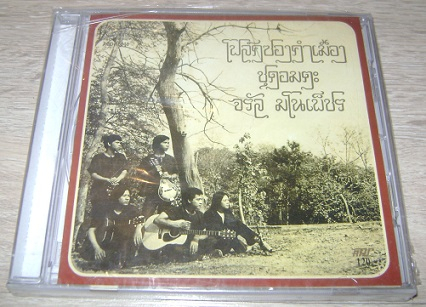 โฟล์คซองคำเมือง
ชุดอมตะ
จรัล มโนเพ็ชร